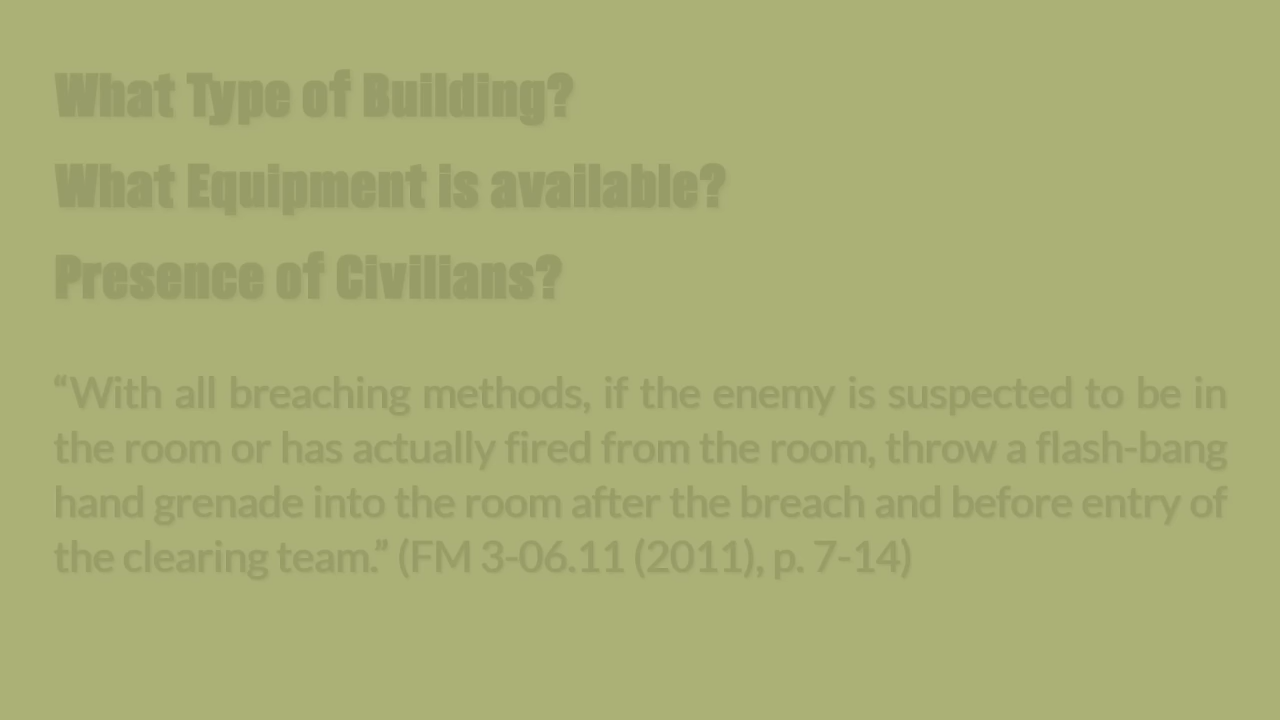 What Type of Building?
What Equipment is available?
Presence of Civilians?
“With all breaching methods, if the enemy is suspected to be in
the room or has actually fired from the room, throw a flash-bang
hand grenade into the room after the breach and before entry of
the clearing team.” (FM 3-06.11 (2011), p. 7-14)